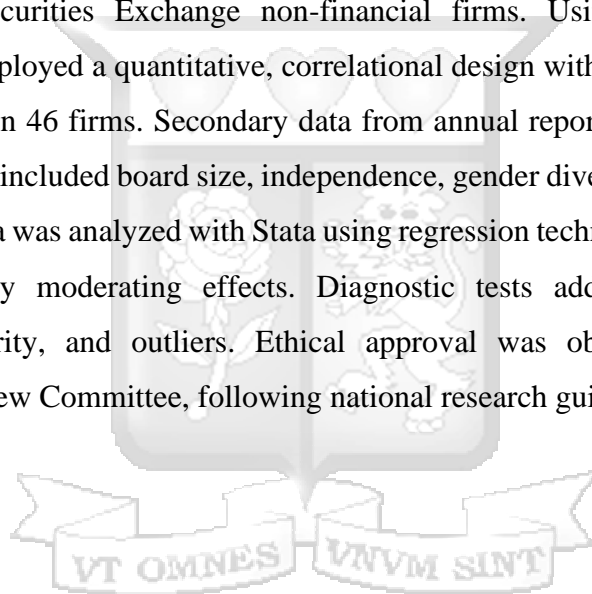 curities Exchange non-financial firms. Usi
ployed a quantitative, correlational design with
n 46 firms. Secondary data from annual repor
included board size, independence, gender dive
a was analyzed with Stata using regression techn
y moderating effects. Diagnostic tests add
rity, and outliers. Ethical approval was ob
ew Committee, following national research gui
VT OMNES VNVM SINT